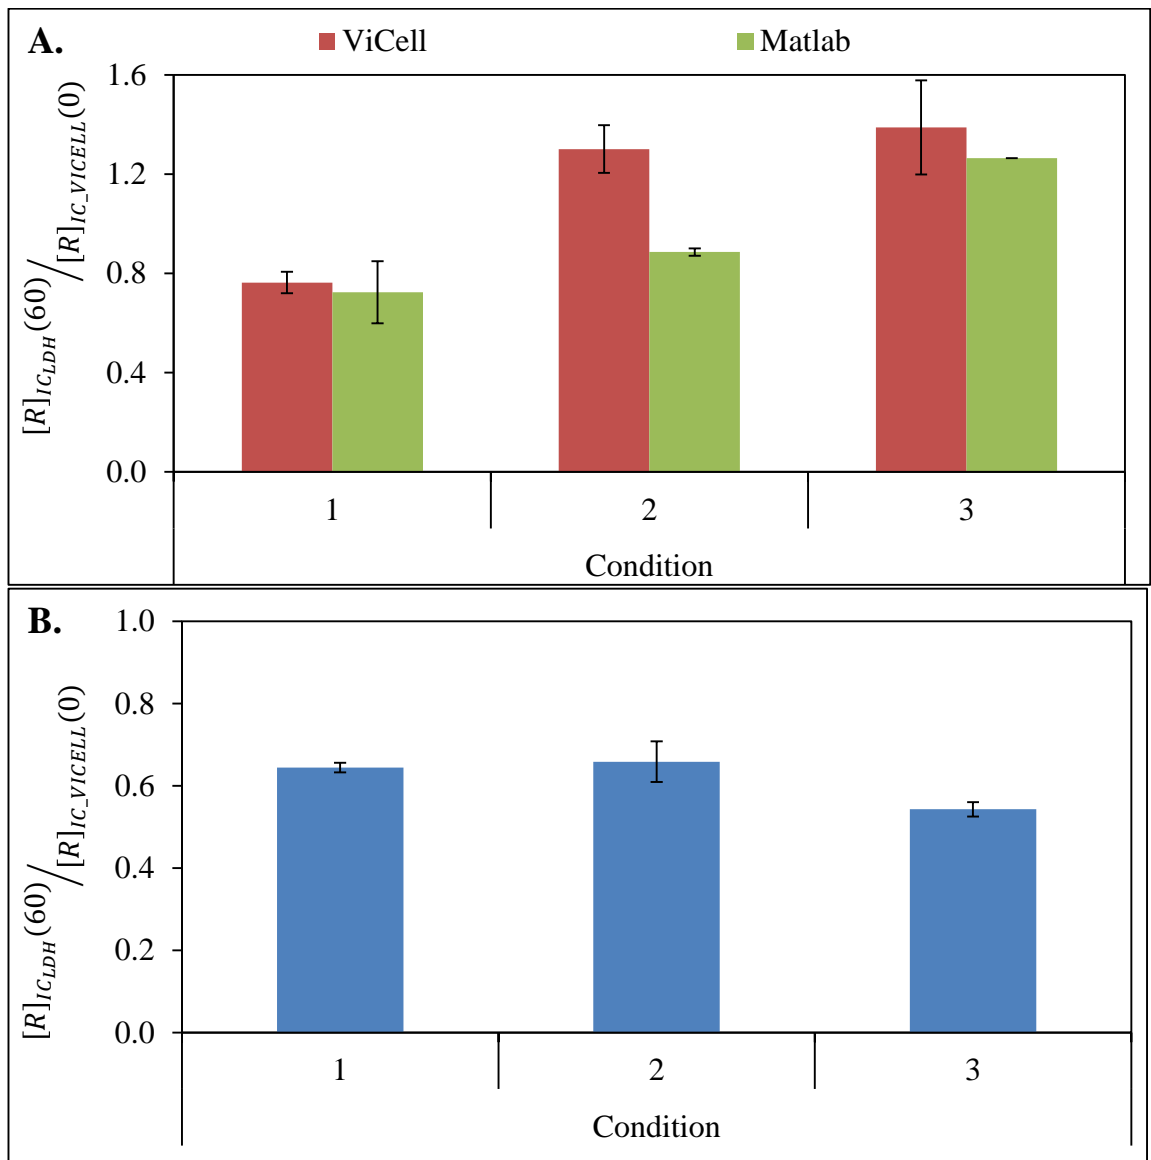 A.
ViCell Matlab
[R]IC_LDH(60)/[R]IC_VICELL(0)
1.6
1.2
0.8
0.4
0.0
1 2 3
Condition
B.
[R]IC_LDH(60)/[R]IC_VICELL(0)
1.0
0.8
0.6
0.4
0.2
0.0
1 2 3
Condition